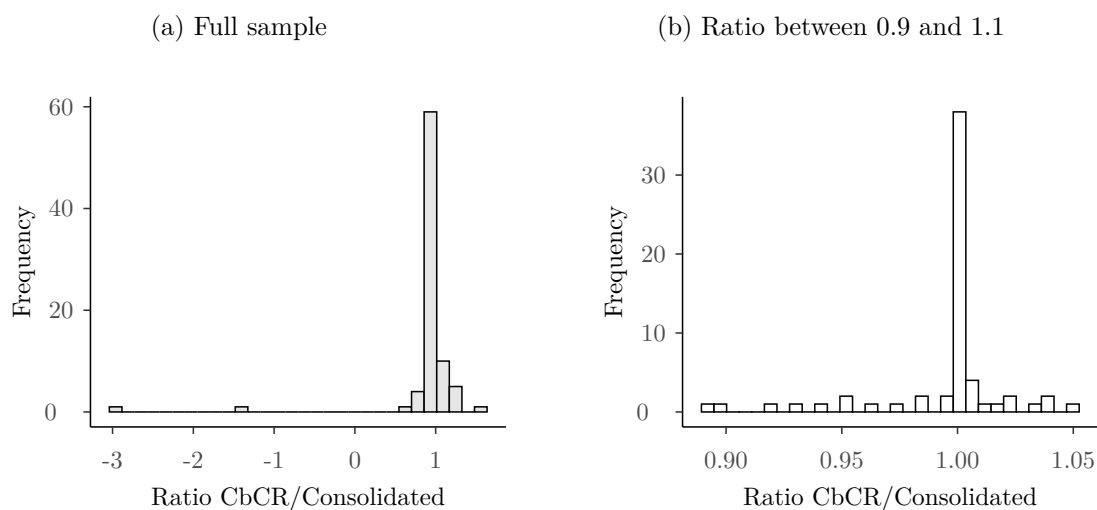 (a) Full sample
60
40
20
0
Frequency
-3 -2 -1 0 1
Ratio CbCR/Consolidated
(b) Ratio between 0.9 and 1.1
30
20
10
0
Frequency
0.90 0.95 1.00 1.05
Ratio CbCR/Consolidated